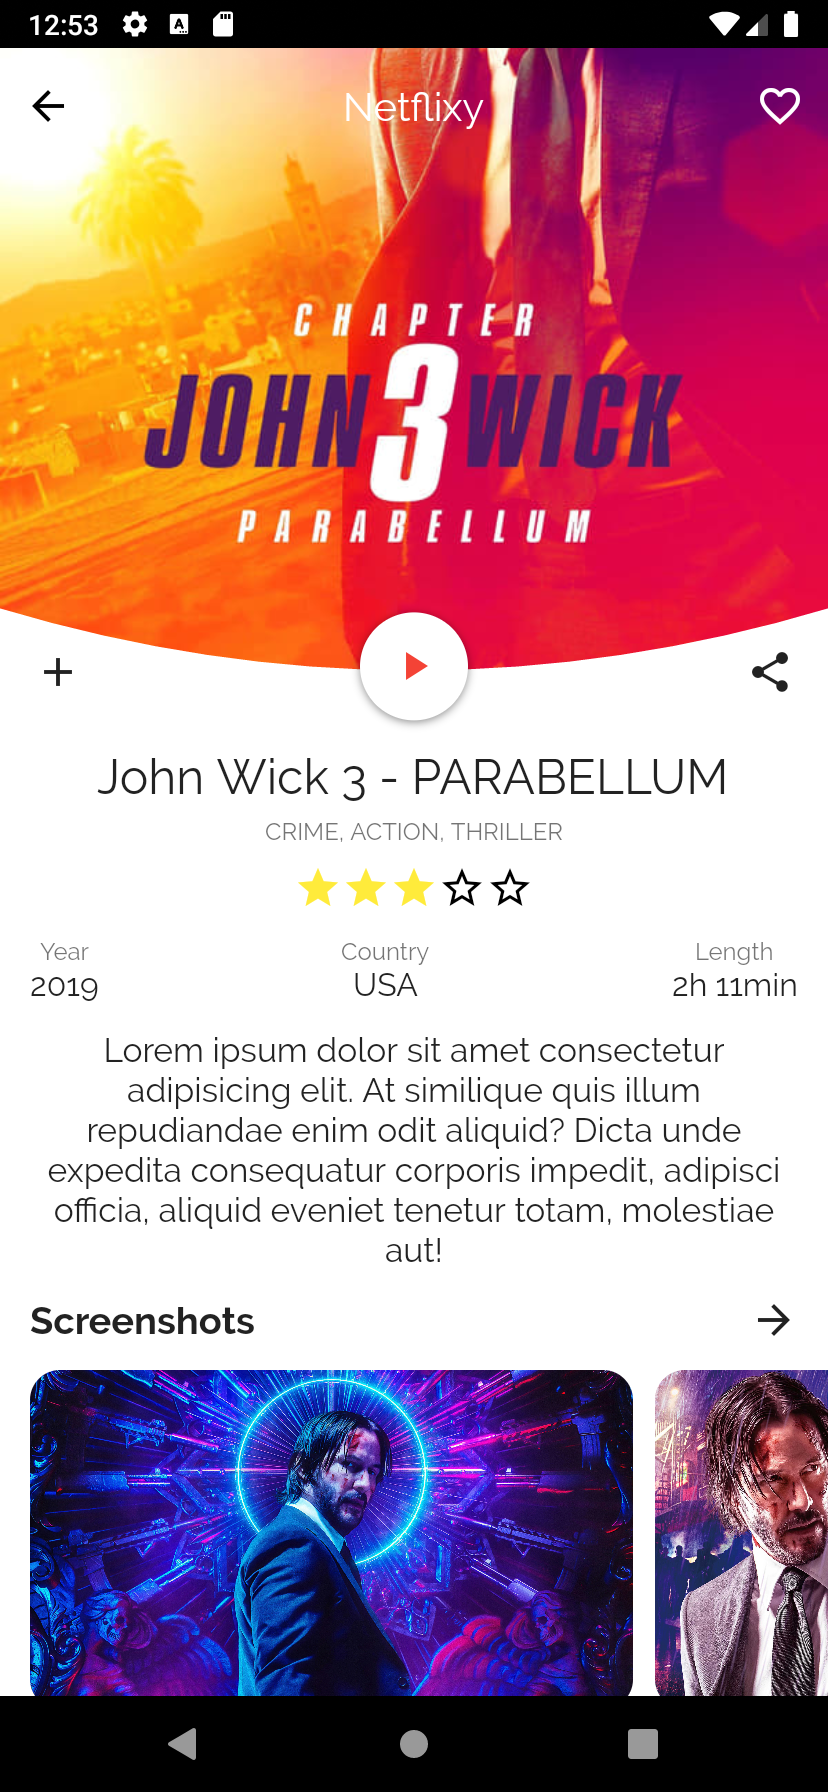 12:53
A
Netflixy
CHAPTER
JOHN 3 WICK
PARABELLUM
John Wick 3 - PARABELLUM
CRIME, ACTION, THRILLER
Year
Country
Length
2019
USA
2h 11min
Lorem ipsum dolor sit amet consectetur
adipisicing elit. At similique quis illum
repudiandae enim odit aliquid? Dicta unde
expedita consequatur corporis impedit, adipisci
officia, aliquid eveniet tenetur totam, molestiae
aut!
Screenshots